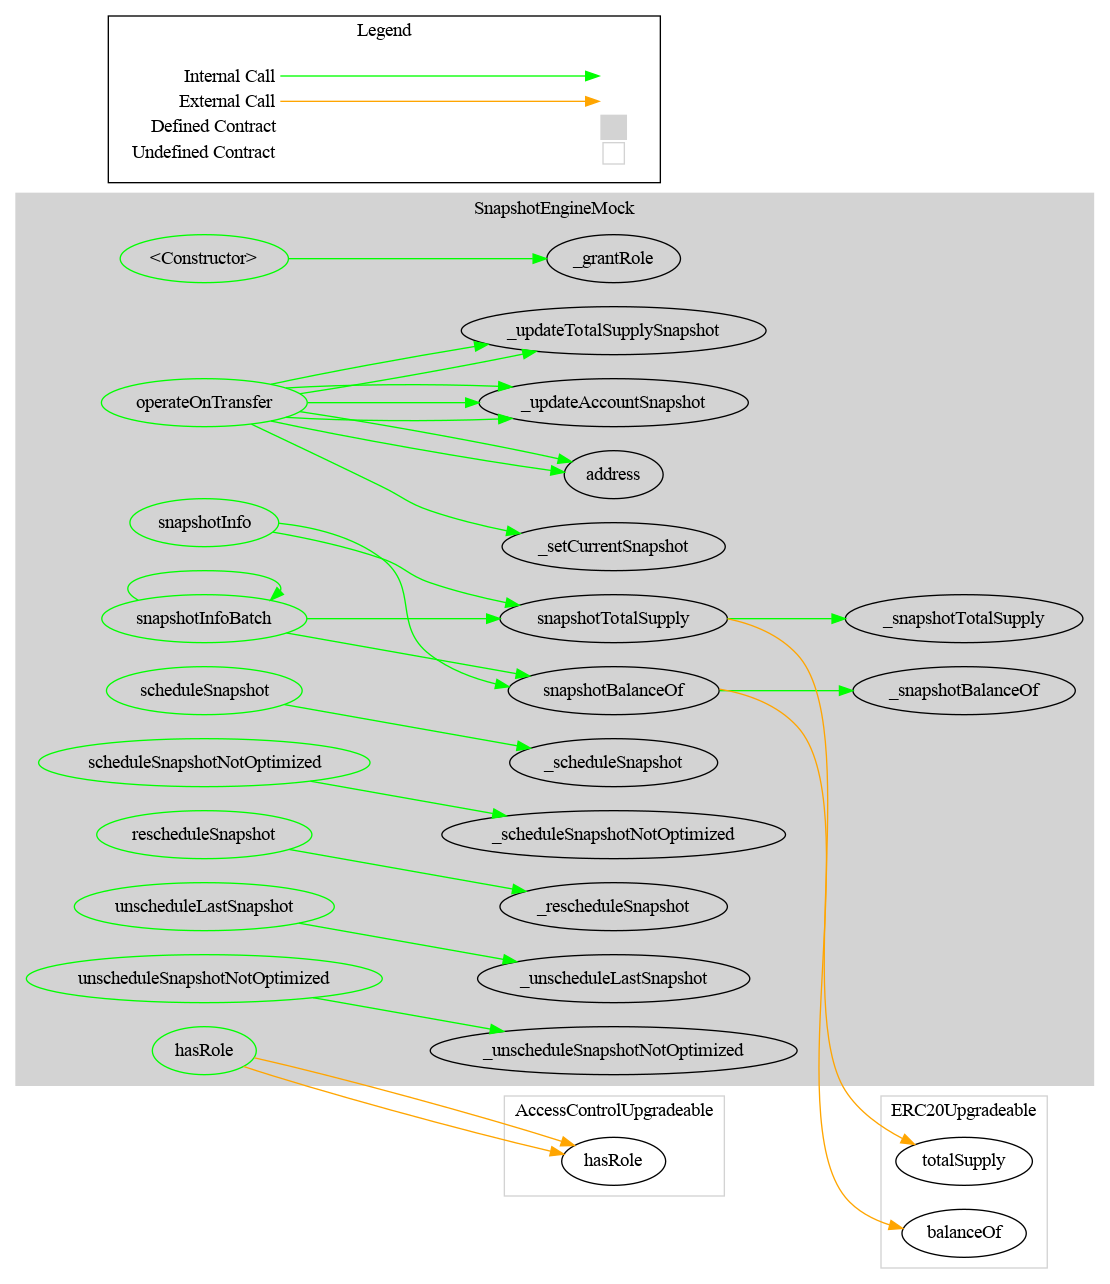 Legend
Internal Call
External Call
Defined Contract
Undefined Contract
SnapshotEngineMock
<Constructor>
_grantRole
_updateTotalSupplySnapshot
operateOnTransfer
_updateAccountSnapshot
address
snapshotInfo
_setCurrentSnapshot
snapshotInfoBatch
snapshotTotalSupply
_snapshotTotalSupply
scheduleSnapshot
snapshotBalanceOf
_snapshotBalanceOf
scheduleSnapshotNotOptimized
_scheduleSnapshot
rescheduleSnapshot
_scheduleSnapshotNotOptimized
unscheduleLastSnapshot
_rescheduleSnapshot
unscheduleSnapshotNotOptimized
_unscheduleLastSnapshot
hasRole
_unscheduleSnapshotNotOptimized
AccessControlUpgradeable
ERC20Upgradeable
hasRole
totalSupply
balanceOf